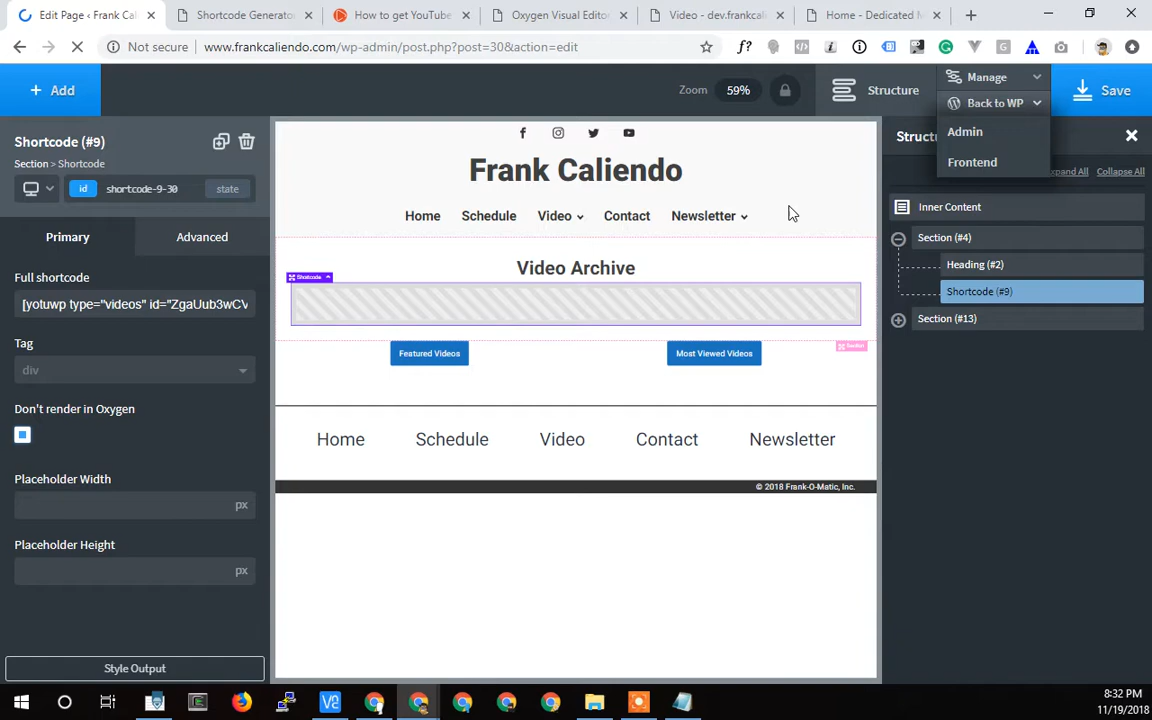 Edit Page ‹ Frank Cal
Shortcode Generato
How to get YouTube
Oxygen Visual Editor
Video - dev.frankcal
Home - Dedicated M
Not secure
www.frankcaliendo.com/wp-admin/post.php?post=30&action=edit
+ Add
Zoom
59%
Structure
Manage
Back to WP
Save
Admin
Frontend
Shortcode (#9)
Section > Shortcode
id
shortcode-9-30
state
Primary
Advanced
Full shortcode
[yotuwp type="videos" id="ZgaUub3wCV
Tag
div
Don't render in Oxygen
Placeholder Width
px
Placeholder Height
px
Style Output
Frank Caliendo
Home
Schedule
Video
Contact
Newsletter
Video Archive
Shortcode
Featured Videos
Most Viewed Videos
Section
Home
Schedule
Video
Contact
Newsletter
© 2018 Frank-O-Matic, Inc.
Structu
xpand All
Collapse All
Inner Content
Section (#4)
Heading (#2)
Shortcode (#9)
Section (#13)
8:32 PM
11/19/2018